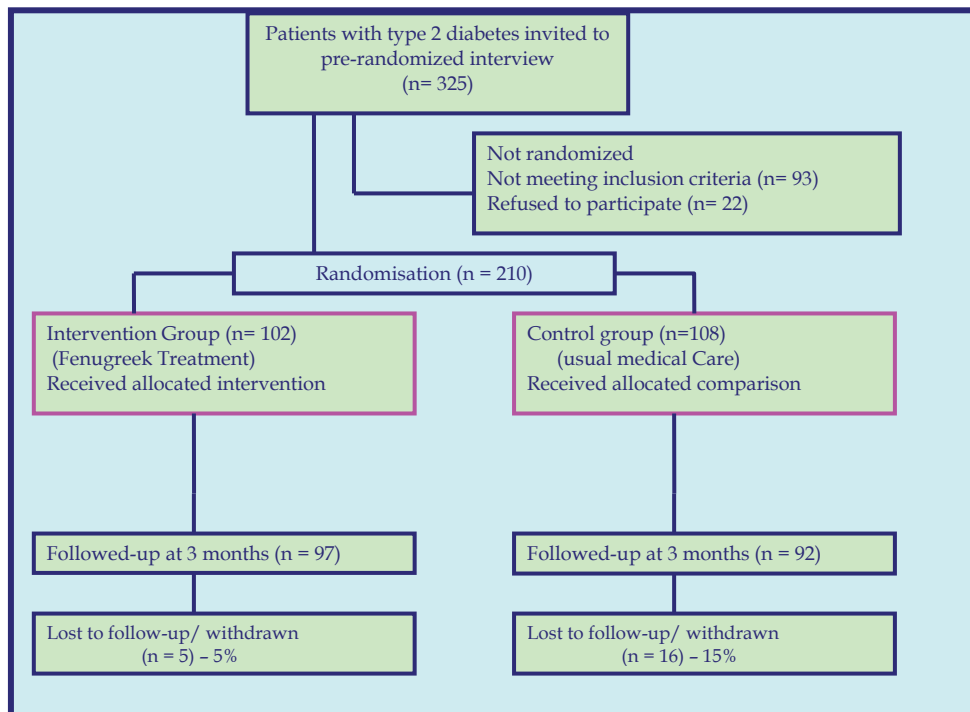 Patients with type 2 diabetes invited to
pre-randomized interview
(n= 325)
Not randomized
Not meeting inclusion criteria (n= 93)
Refused to participate (n= 22)
Randomisation (n = 210)
Intervention Group (n= 102)
(Fenugreek Treatment)
Received allocated intervention
Control group (n=108)
(usual medical Care)
Received allocated comparison
Followed-up at 3 months (n = 97)
Followed-up at 3 months (n = 92)
Lost to follow-up/ withdrawn
(n = 5) – 5%
Lost to follow-up/ withdrawn
(n = 16) – 15%